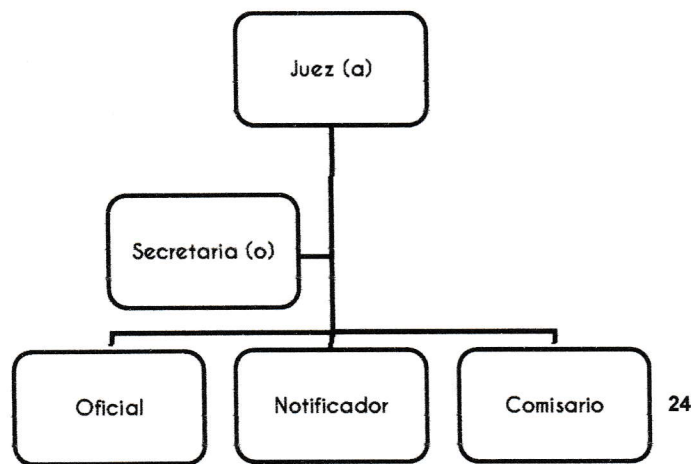 Juez (a)
Secretaria (o)
Oficial
Notificador
Comisario
24